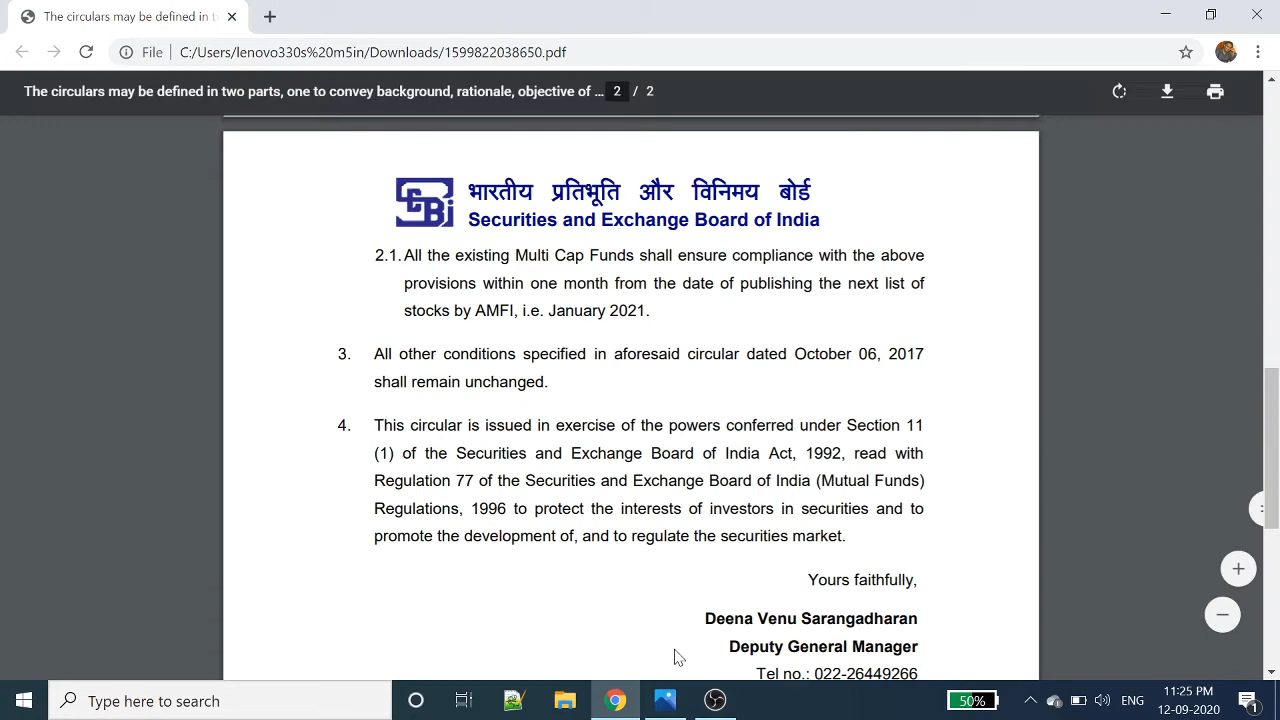 The circulars may be defined in t
File
C:/Users/lenovo330s%20m5in/Downloads/1599822038650.pdf
The circulars may be defined in two parts, one to convey background, rationale, objective of ... 2 / 2
SEBI
भारतीय प्रतिभूति और विनिमय बोर्ड
Securities and Exchange Board of India
2.1. All the existing Multi Cap Funds shall ensure compliance with the above
provisions within one month from the date of publishing the next list of
stocks by AMFI, i.e. January 2021.
3. All other conditions specified in aforesaid circular dated October 06, 2017
shall remain unchanged.
4. This circular is issued in exercise of the powers conferred under Section 11
(1) of the Securities and Exchange Board of India Act, 1992, read with
Regulation 77 of the Securities and Exchange Board of India (Mutual Funds)
Regulations, 1996 to protect the interests of investors in securities and to
promote the development of, and to regulate the securities market.
Yours faithfully,
Deena Venu Sarangadharan
Deputy General Manager
Tel no.: 022-26449266
Type here to search
50%
ENG
11:25 PM
12-09-2020
1